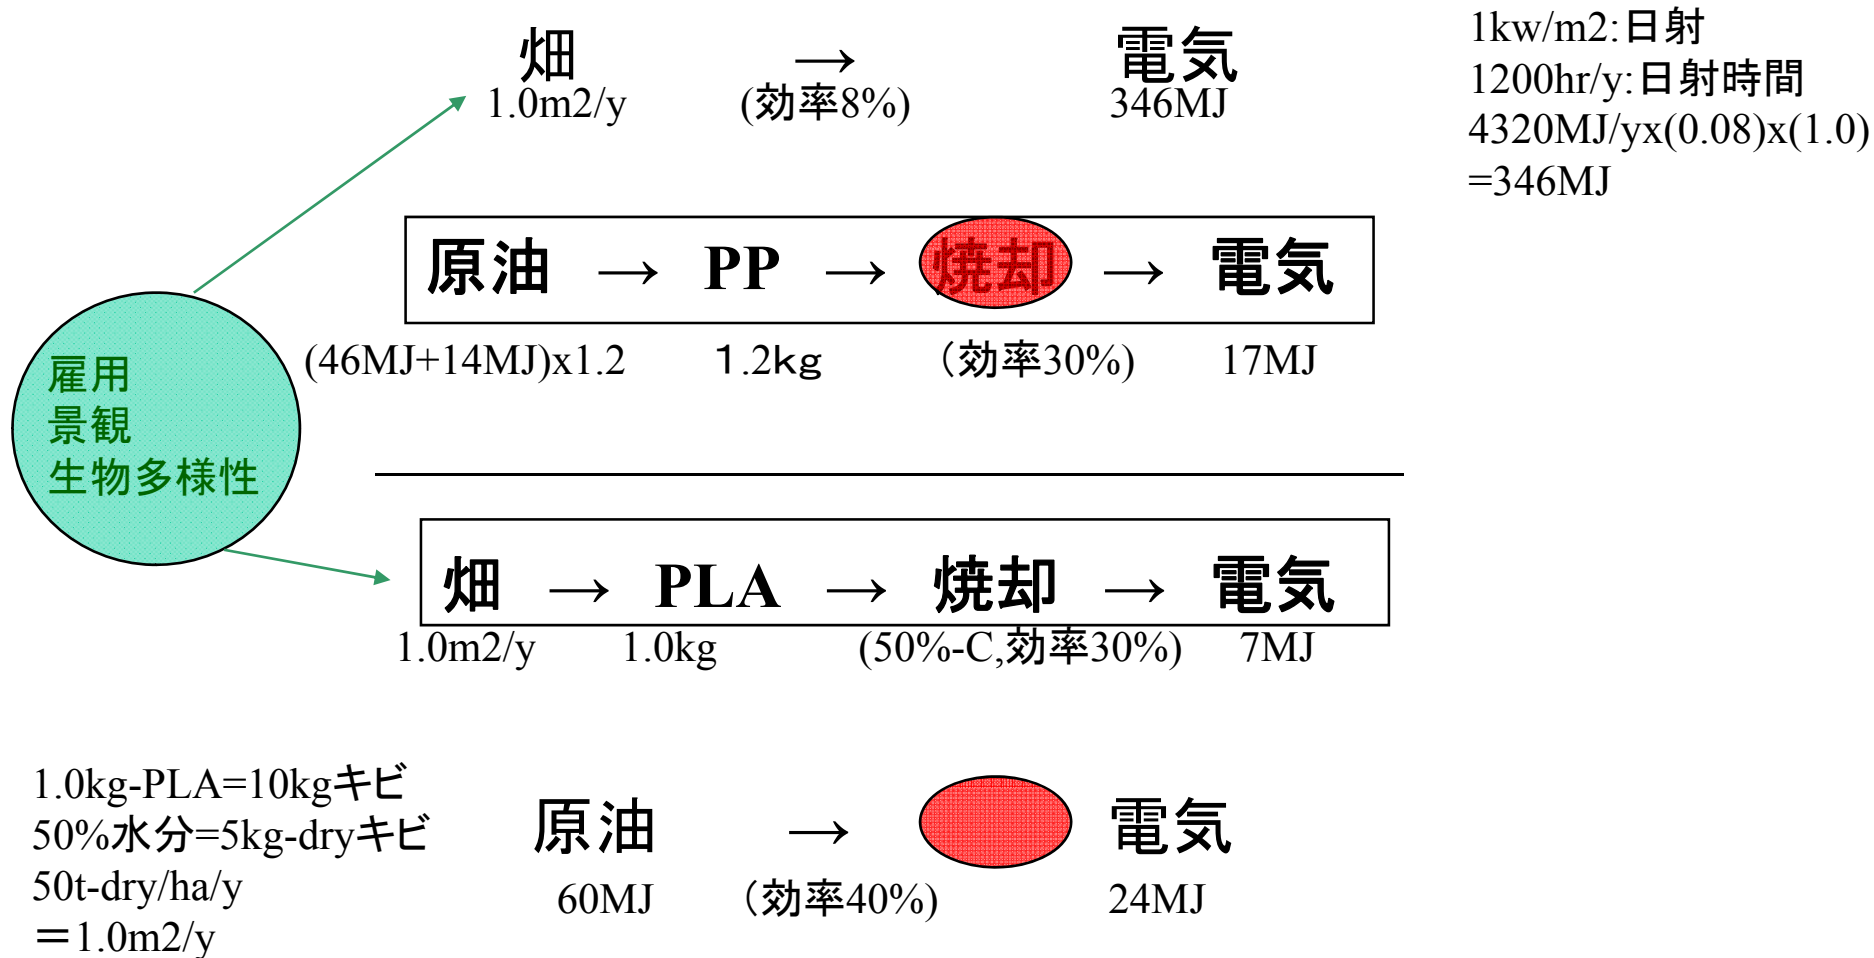 畑 → 電気
1.0m2/y (効率8%) 346MJ
1kw/m2:日射
1200hr/y:日射時間
4320MJ/yx(0.08)x(1.0)
=346MJ
原油 → PP → 焼却 → 電気
(46MJ+14MJ)x1.2 1.2kg (効率30%) 17MJ
雇用
景観
生物多様性
畑 → PLA → 焼却 → 電気
1.0m2/y 1.0kg (50%-C,効率30%) 7MJ
1.0kg-PLA=10kgキビ
50%水分=5kg-dryキビ
50t-dry/ha/y
＝1.0m2/y
原油 → 電気
60MJ (効率40%) 24MJ